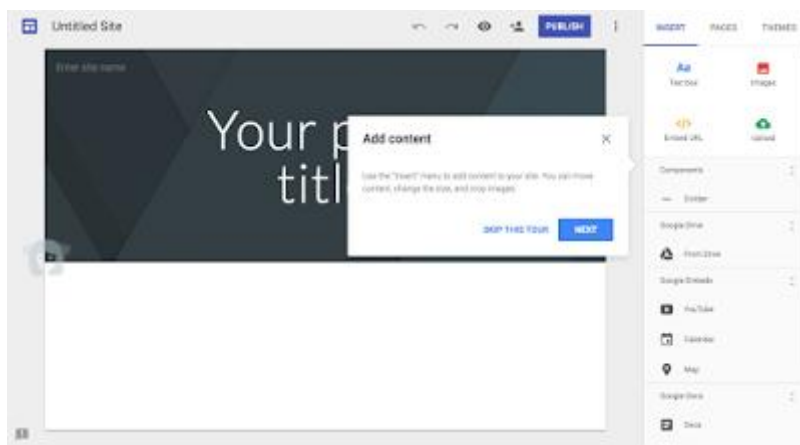 Untitled Site
PUBLISH
INSERT PAGES THEMES
Enter site name
Your p
titl
Add content
Use the "Insert" menu to add content to your site. You can move
content, change the size, and crop images.
SKIP THIS TOUR NEXT
Aa
Text box Images
Embed URL Upload
Components
Divider
Google Drive
From Drive
Google Embeds
YouTube
Calendar
Map
Google Docs
Docs